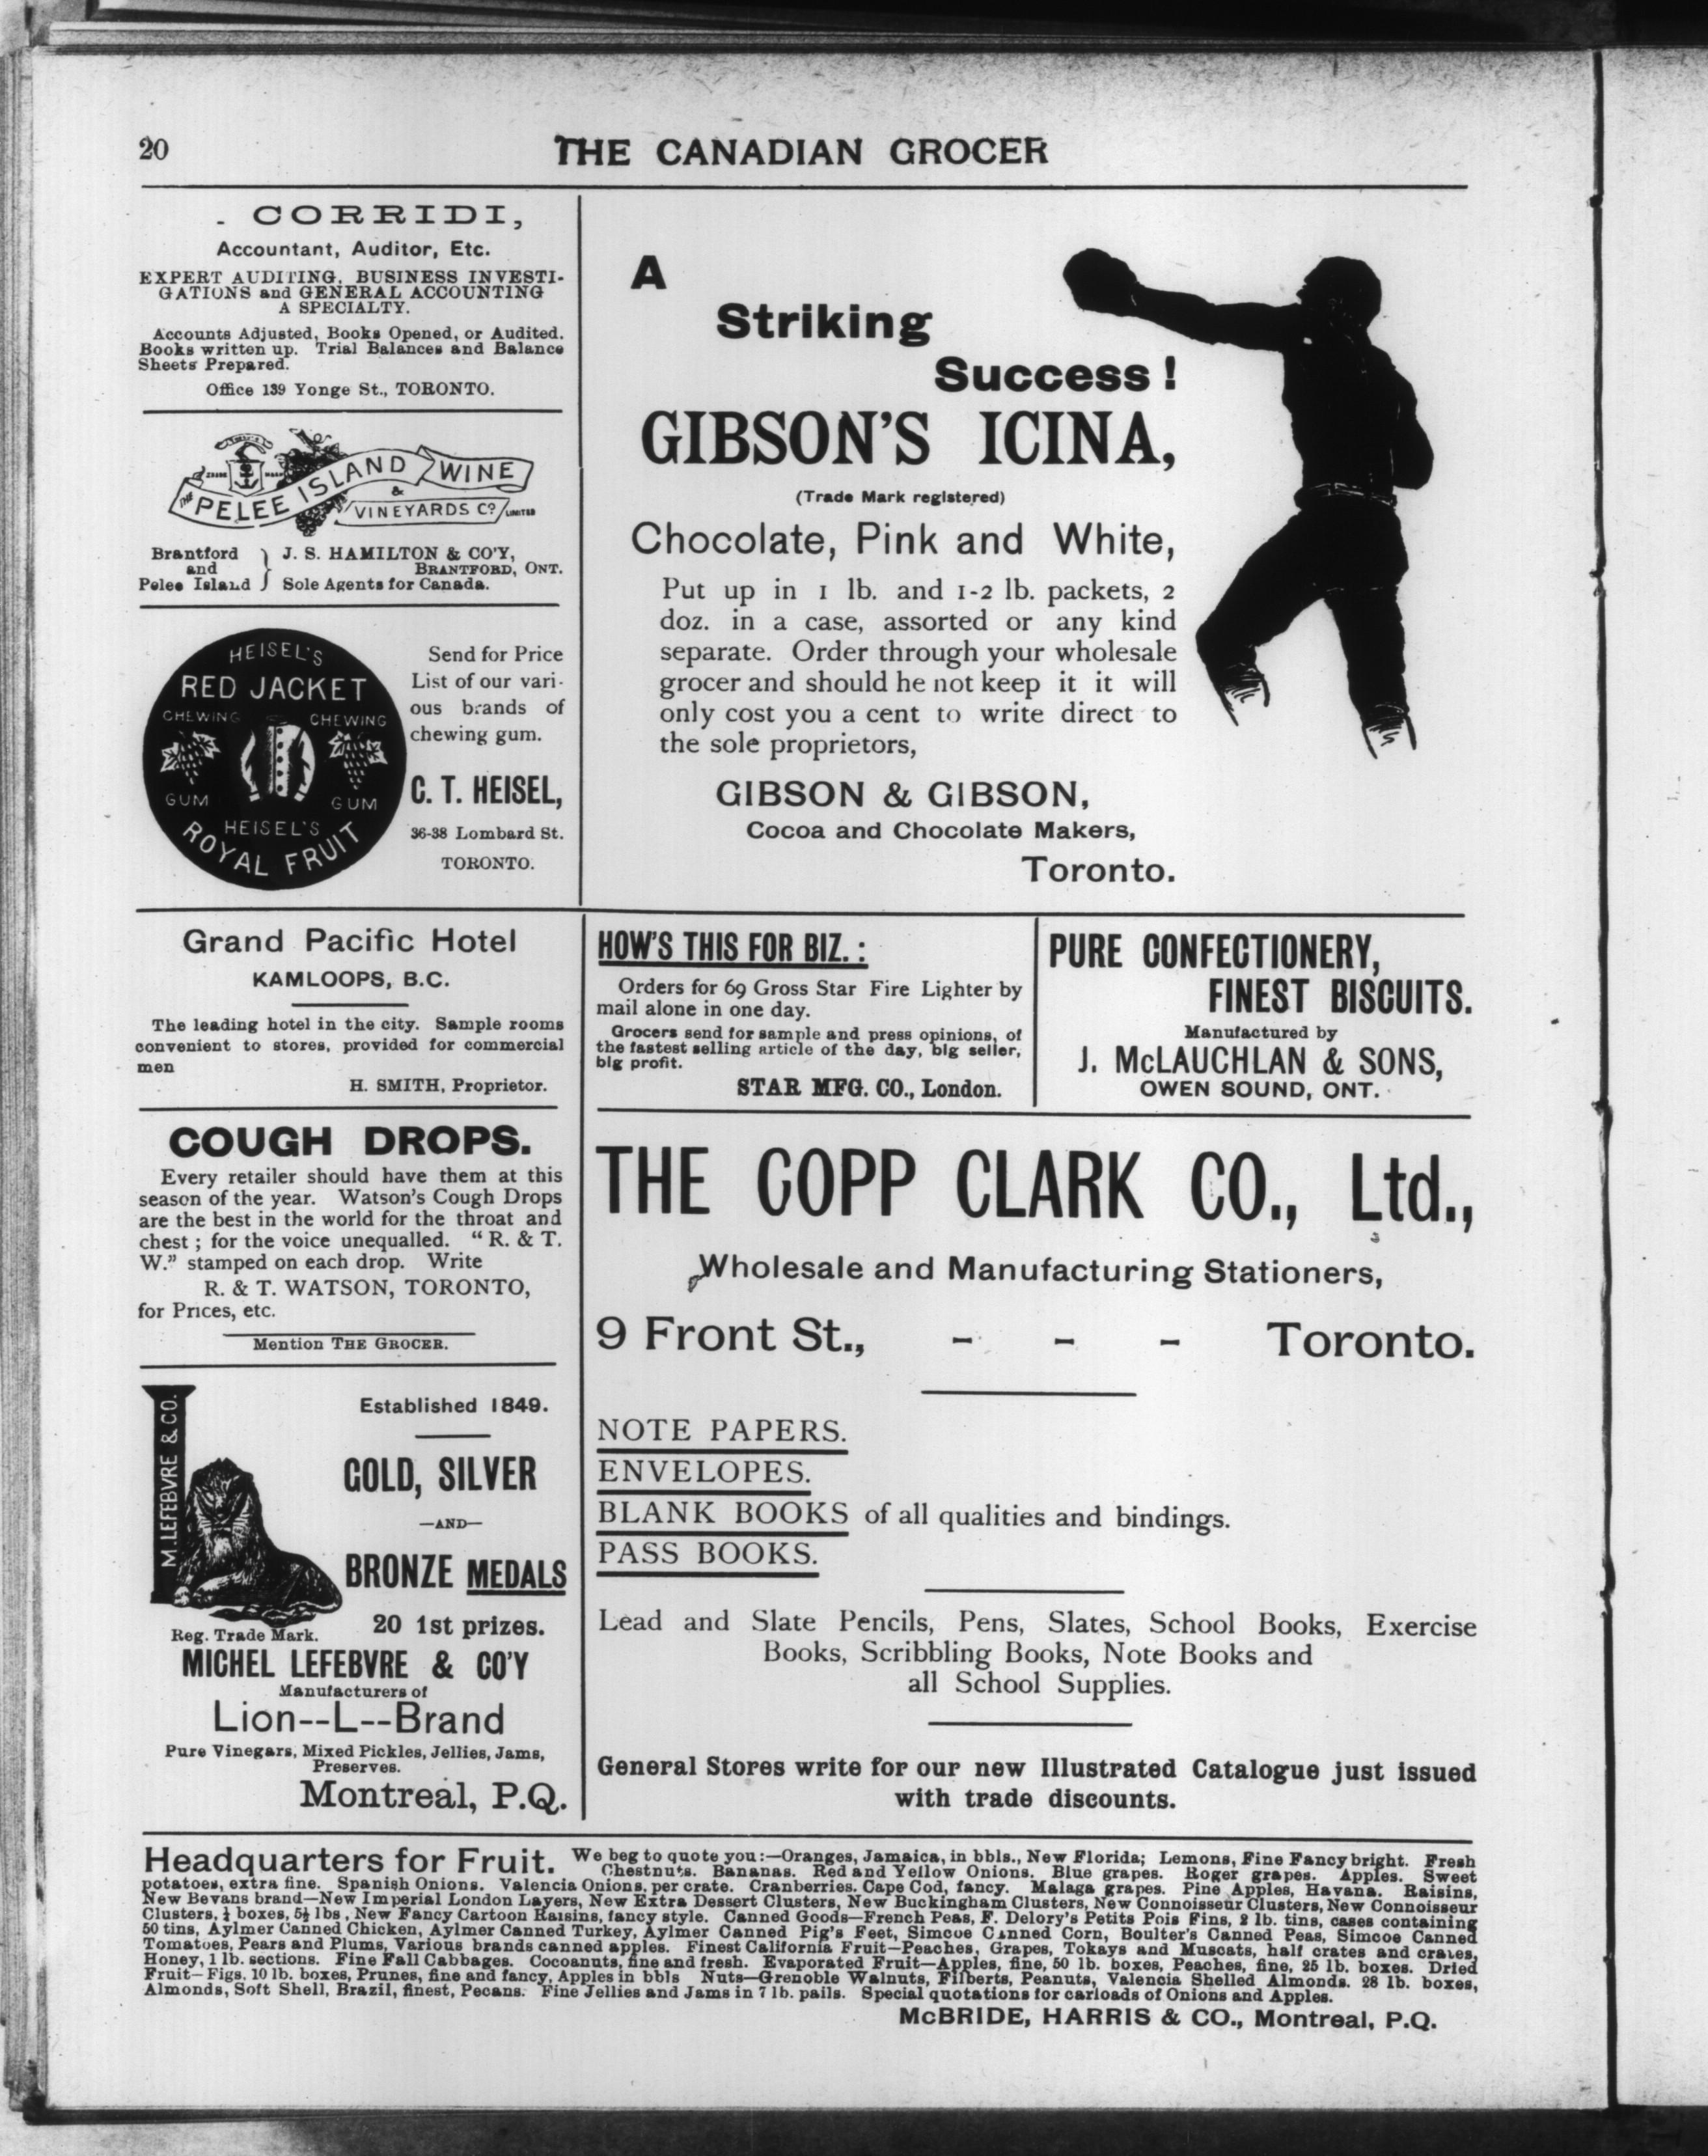 20
THE CANADIAN GROCER
- CORRIDI,
Accountant, Auditor, Etc.
EXPERT AUDITING, BUSINESS INVESTI-
GATIONS and GENERAL ACCOUNTING
A SPECIALTY.
Accounts Adjusted, Books Opened, or Audited.
Books written up. Trial Balances and Balance
Sheets Prepared.
Office 139 Yonge St., TORONTO.
TRADE MARK
THE PELEE ISLAND WINE
&
VINEYARDS CO. LIMITED
Brantford
and
Pelee Island
J. S. HAMILTON & CO'Y,
BRANTFORD, ONT.
Sole Agents for Canada.
HEISEL'S
RED JACKET
CHEWING CHEWING
GUM GUM
HEISEL'S
ROYAL FRUIT
Send for Price
List of our vari-
ous brands of
chewing gum.
C. T. HEISEL,
36-38 Lombard St.
TORONTO.
A
Striking
Success !
GIBSON'S ICINA,
(Trade Mark registered)
Chocolate, Pink and White,
Put up in 1 lb. and 1-2 lb. packets, 2
doz. in a case, assorted or any kind
separate. Order through your wholesale
grocer and should he not keep it it will
only cost you a cent to write direct to
the sole proprietors,
GIBSON & GIBSON,
Cocoa and Chocolate Makers,
Toronto.
Grand Pacific Hotel
KAMLOOPS, B.C.
The leading hotel in the city. Sample rooms
convenient to stores, provided for commercial
men
H. SMITH, Proprietor.
COUGH DROPS.
Every retailer should have them at this
season of the year. Watson's Cough Drops
are the best in the world for the throat and
chest ; for the voice unequalled. "R. & T.
W." stamped on each drop. Write
R. & T. WATSON, TORONTO,
for Prices, etc.
Mention THE GROCER.
M. LEFEBVRE & CO.
Established 1849.
GOLD, SILVER
—AND—
BRONZE MEDALS
20 1st prizes.
Reg. Trade Mark.
MICHEL LEFEBVRE & CO'Y
Manufacturers of
Lion--L--Brand
Pure Vinegars, Mixed Pickles, Jellies, Jams,
Preserves.
Montreal, P.Q.
HOW'S THIS FOR BIZ. :
Orders for 69 Gross Star Fire Lighter by
mail alone in one day.
Grocers send for sample and press opinions, of
the fastest selling article of the day, big seller,
big profit.
STAR MFG. CO., London.
PURE CONFECTIONERY,
FINEST BISCUITS.
Manufactured by
J. McLAUCHLAN & SONS,
OWEN SOUND, ONT.
THE COPP CLARK CO., Ltd.,
Wholesale and Manufacturing Stationers,
9 Front St., - - - Toronto.
NOTE PAPERS.
ENVELOPES.
BLANK BOOKS of all qualities and bindings.
PASS BOOKS.
Lead and Slate Pencils, Pens, Slates, School Books, Exercise
Books, Scribbling Books, Note Books and
all School Supplies.
General Stores write for our new Illustrated Catalogue just issued
with trade discounts.
Headquarters for Fruit. We beg to quote you:—Oranges, Jamaica, in bbls., New Florida; Lemons, Fine Fancy bright. Fresh
Chestnuts. Bananas. Red and Yellow Onions. Blue grapes. Roger grapes. Apples. Sweet
potatoes, extra fine. Spanish Onions. Valencia Onions, per crate. Cranberries. Cape Cod, fancy. Malaga grapes. Pine Apples, Havana. Raisins,
New Bevans brand—New Imperial London Layers, New Extra Dessert Clusters, New Buckingham Clusters, New Connoisseur Clusters, New Connoisseur
Clusters, ¼ boxes, 5½ lbs, New Fancy Cartoon Raisins, fancy style. Canned Goods—French Peas, F. Delory's Petits Pois Fins, 2 lb. tins, cases containing
50 tins, Aylmer Canned Chicken, Aylmer Canned Turkey, Aylmer Canned Pig's Feet, Simcoe Canned Corn, Boulter's Canned Peas, Simcoe Canned
Tomatoes, Pears and Plums, Various brands canned apples. Finest California Fruit—Peaches, Grapes, Tokays and Muscats, half crates and crates,
Honey, 1 lb. sections. Fine Fall Cabbages. Cocoanuts, fine and fresh. Evaporated Fruit—Apples, fine, 50 lb. boxes, Peaches, fine, 25 lb. boxes. Dried
Fruit—Figs. 10 lb. boxes, Prunes, fine and fancy, Apples in bbls Nuts—Grenoble Walnuts, Filberts, Peanuts, Valencia Shelled Almonds. 28 lb. boxes,
Almonds, Soft Shell, Brazil, finest, Pecans. Fine Jellies and Jams in 7 lb. pails. Special quotations for carloads of Onions and Apples.
McBRIDE, HARRIS & CO., Montreal, P.Q.